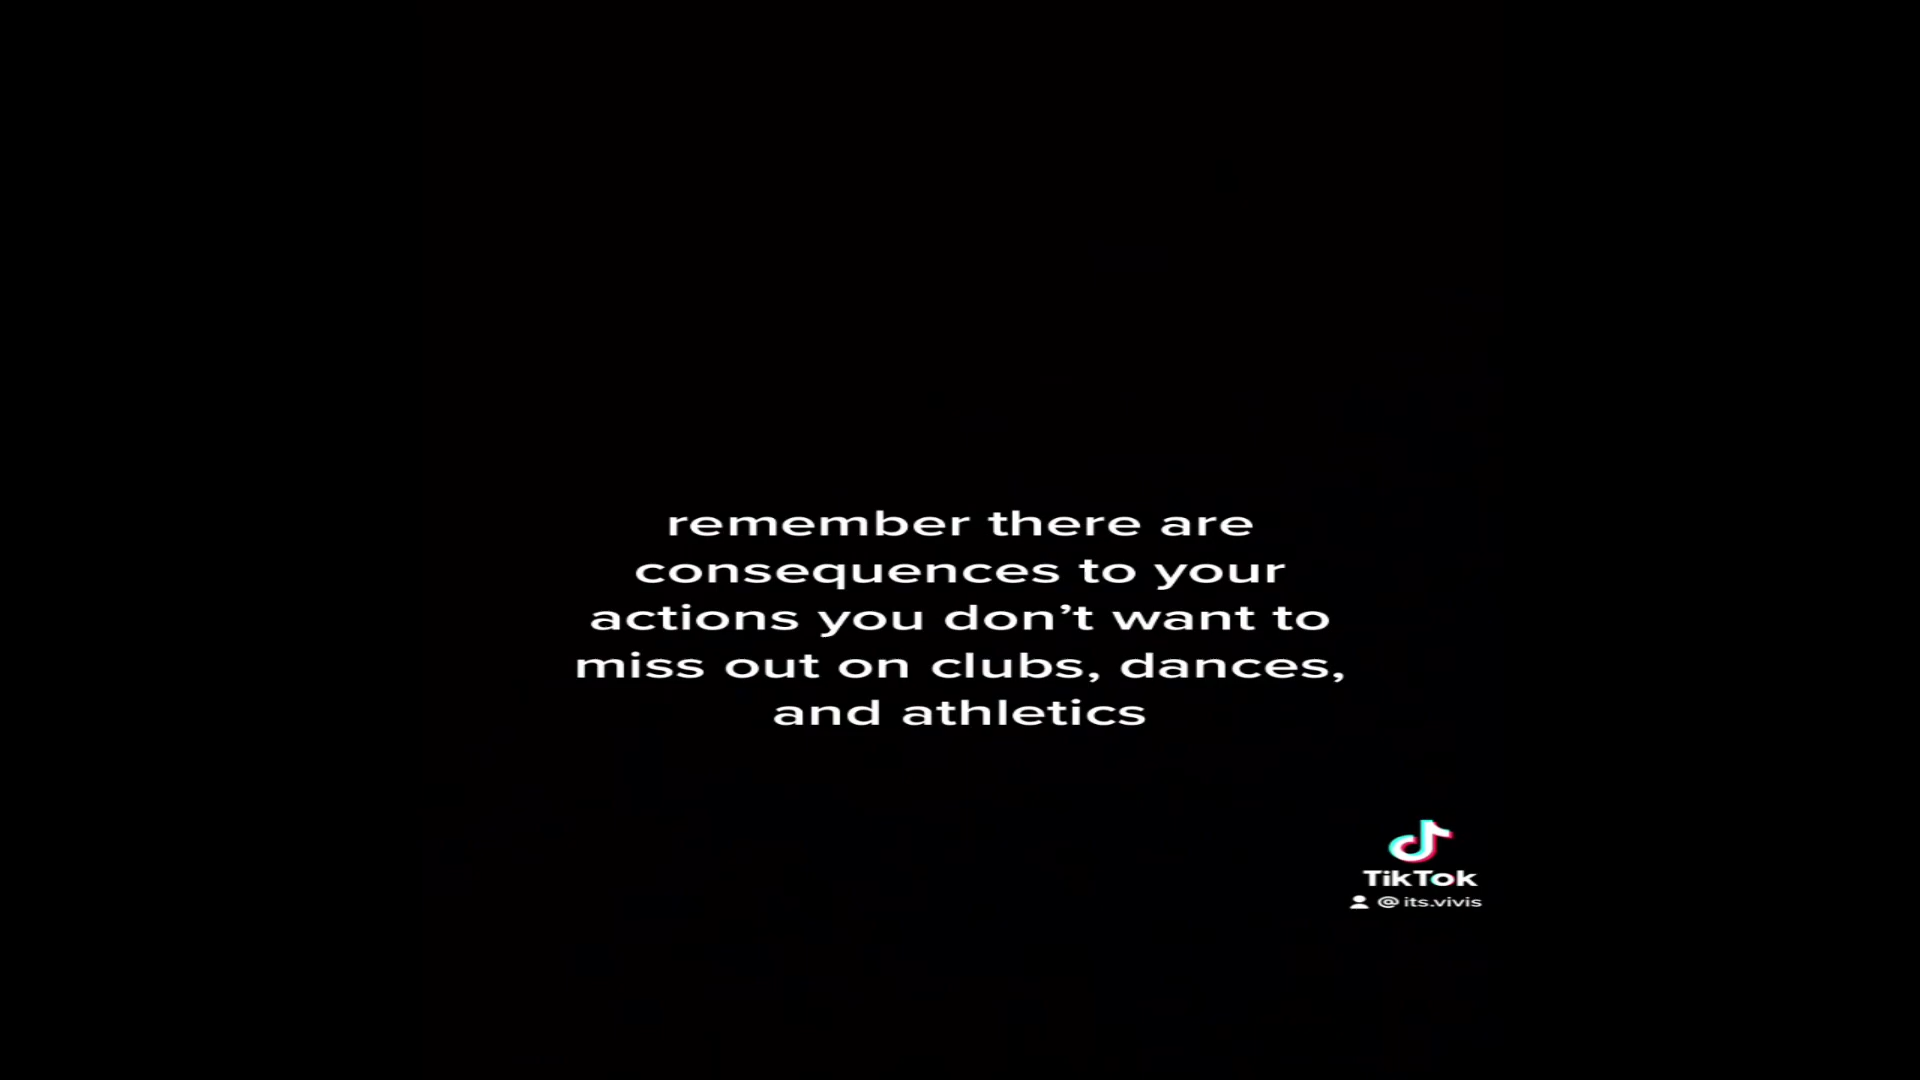 remember there are
consequences to your
actions you don’t want to
miss out on clubs, dances,
and athletics
TikTok
@its.vivis